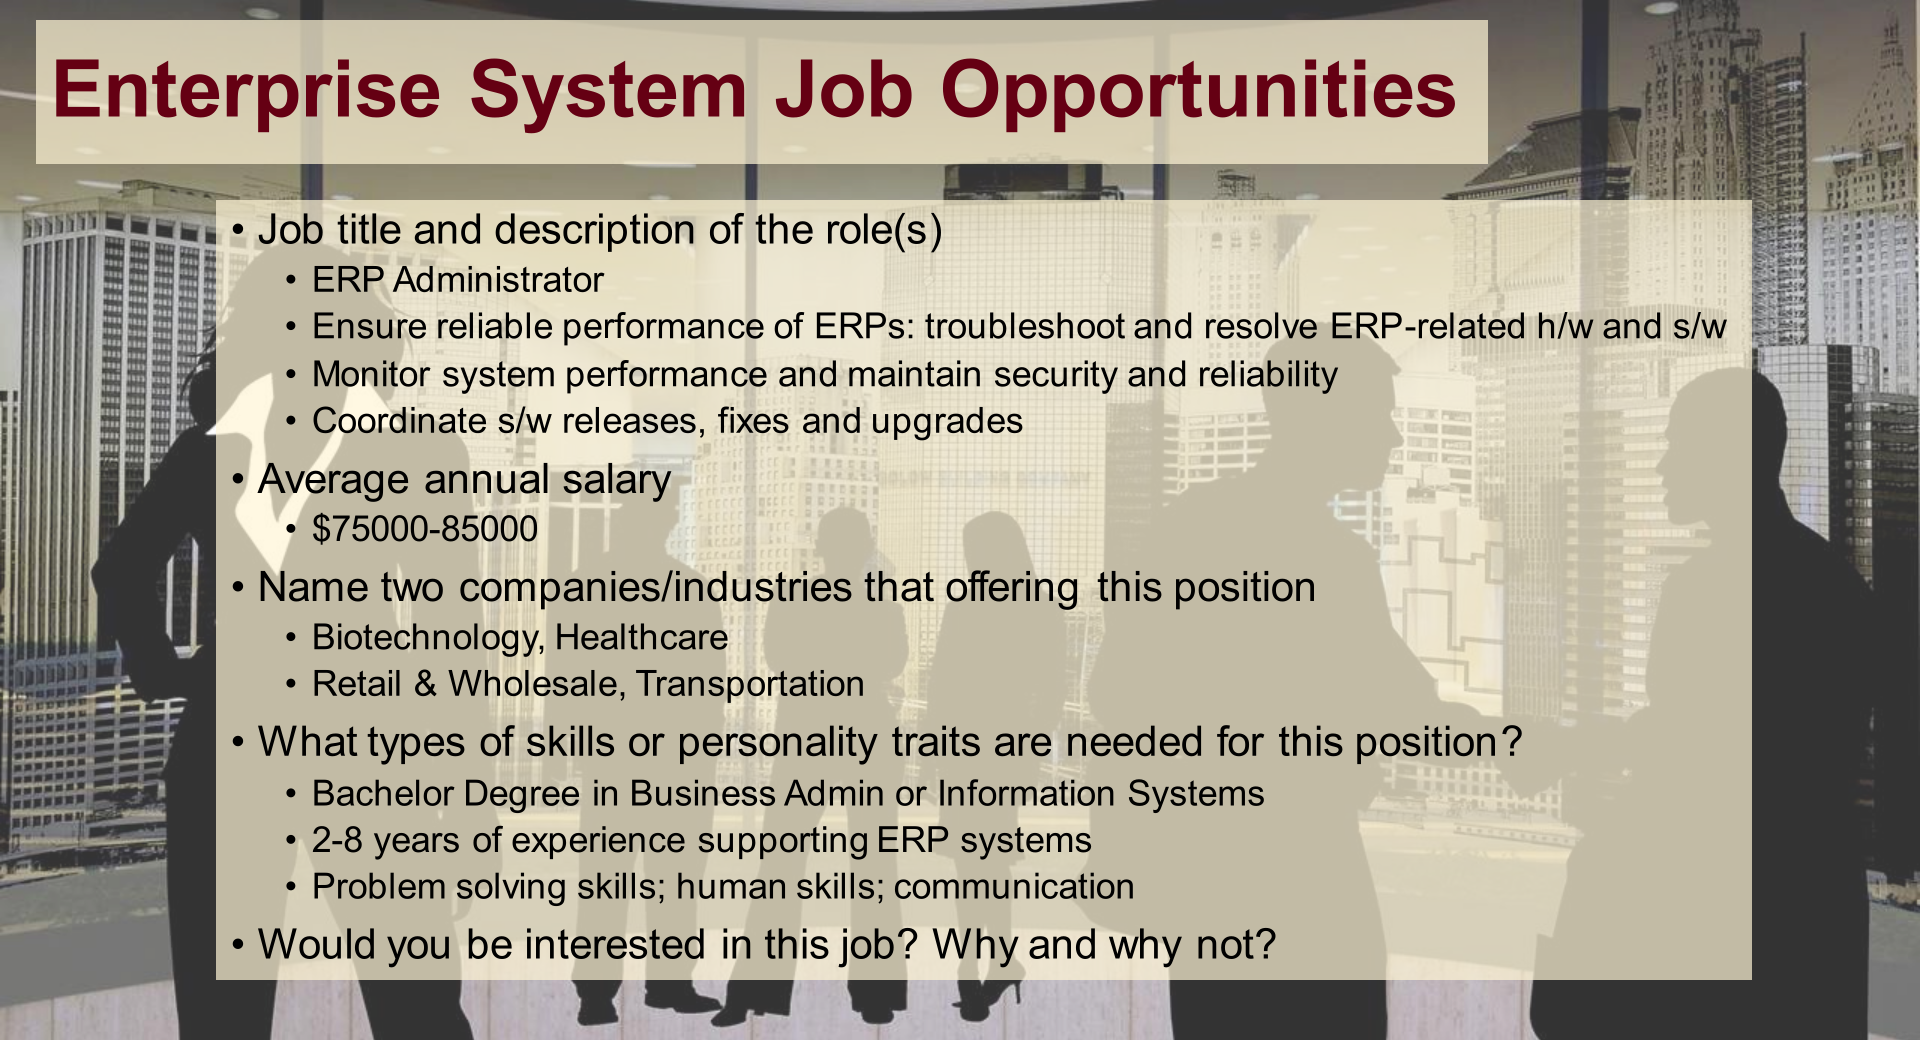 Enterprise System Job Opportunities
• Job title and description of the role(s)
• ERP Administrator
• Ensure reliable performance of ERPs: troubleshoot and resolve ERP-related h/w and s/w
• Monitor system performance and maintain security and reliability
• Coordinate s/w releases, fixes and upgrades
• Average annual salary
• $75000-85000
• Name two companies/industries that offering this position
• Biotechnology, Healthcare
• Retail & Wholesale, Transportation
• What types of skills or personality traits are needed for this position?
• Bachelor Degree in Business Admin or Information Systems
• 2-8 years of experience supporting ERP systems
• Problem solving skills; human skills; communication
• Would you be interested in this job? Why and why not?